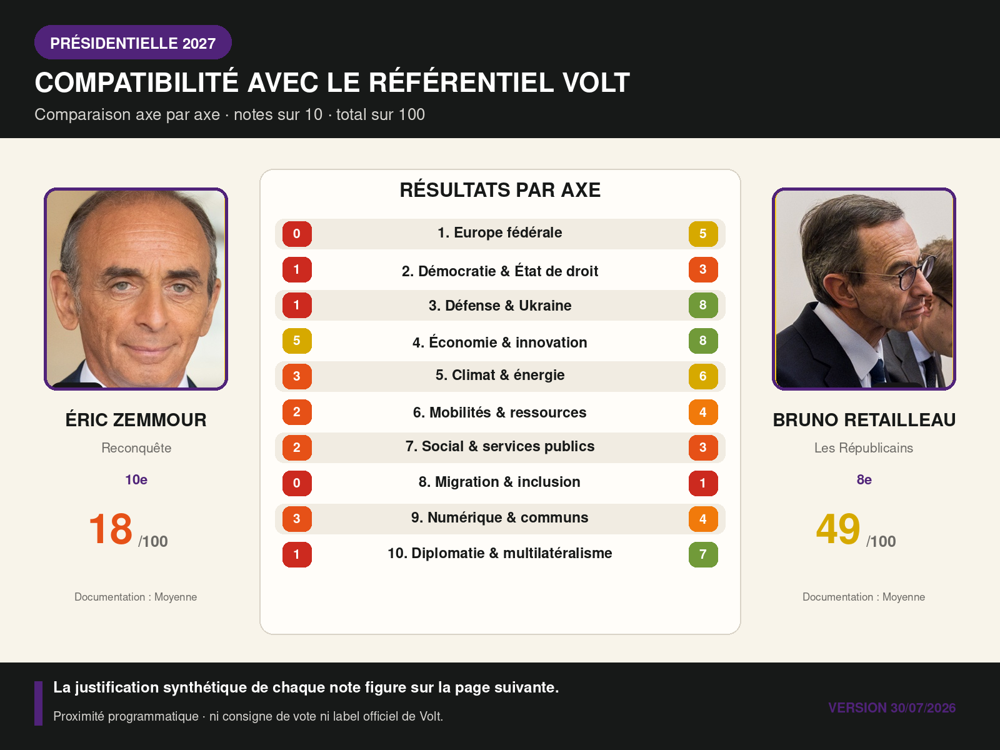 PRÉSIDENTIELLE 2027
COMPATIBILITÉ AVEC LE RÉFÉRENTIEL VOLT
Comparaison axe par axe · notes sur 10 · total sur 100
RÉSULTATS PAR AXE
0 1. Europe fédérale 5
1 2. Démocratie & État de droit 3
1 3. Défense & Ukraine 8
5 4. Économie & innovation 8
3 5. Climat & énergie 6
2 6. Mobilités & ressources 4
2 7. Social & services publics 3
0 8. Migration & inclusion 1
3 9. Numérique & communs 4
1 10. Diplomatie & multilatéralisme 7
ÉRIC ZEMMOUR
Reconquête
10e
18 /100
Documentation : Moyenne
BRUNO RETAILLEAU
Les Républicains
8e
49 /100
Documentation : Moyenne
La justification synthétique de chaque note figure sur la page suivante.
Proximité programmatique · ni consigne de vote ni label officiel de Volt.
VERSION 30/07/2026